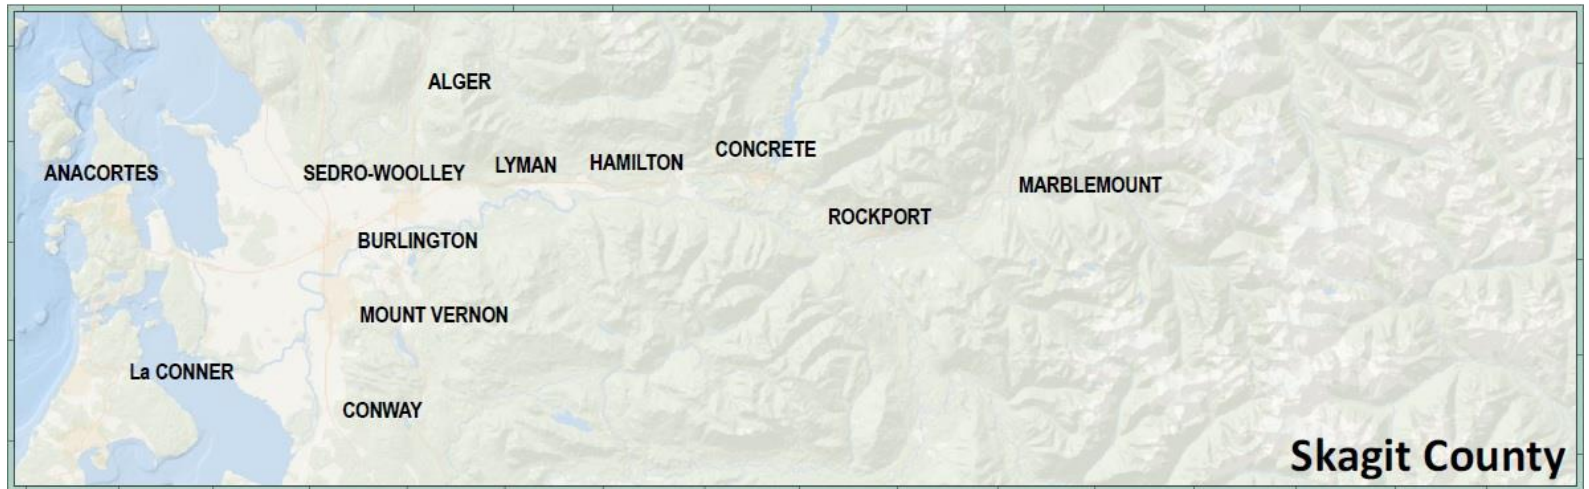 ALGER
CONCRETE
HAMILTON
LYMAN
SEDRO-WOOLLEY
ANACORTES
MARBLEMOUNT
ROCKPORT
BURLINGTON
MOUNT VERNON
La CONNER
CONWAY
Skagit County